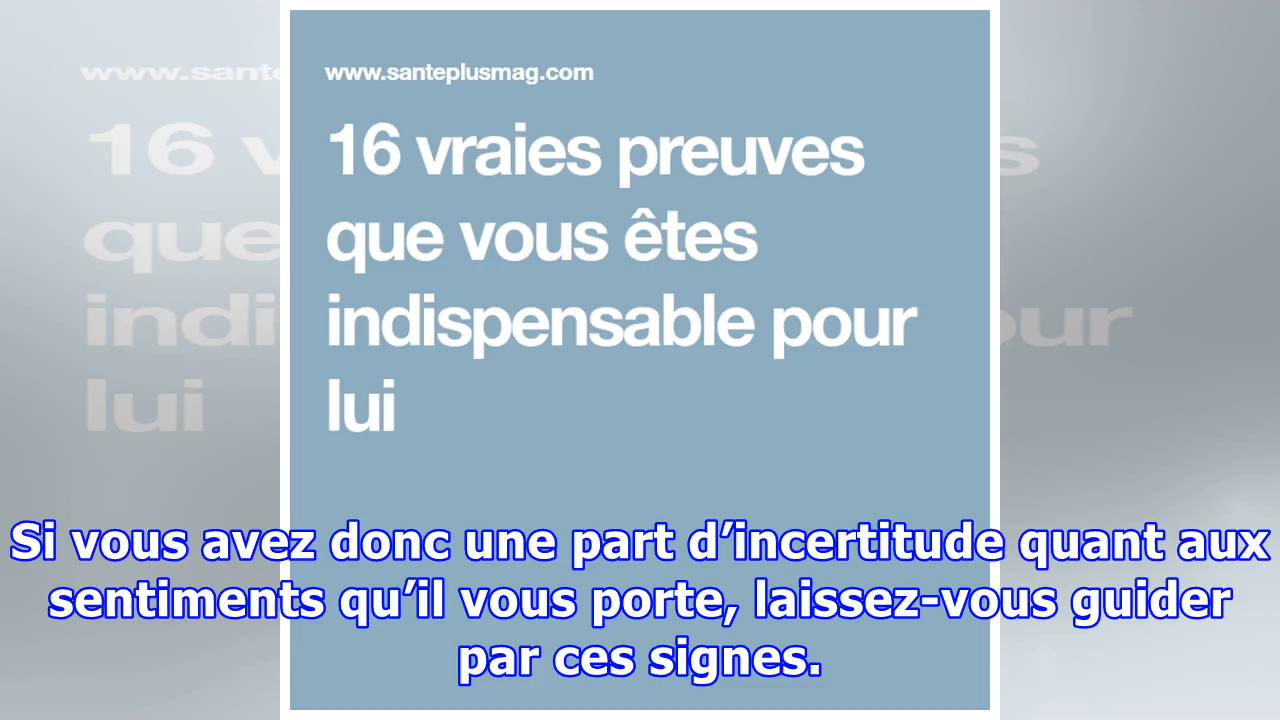 www.santeplusmag.com
16 vraies preuves
que vous êtes
indispensable pour
lui
Si vous avez donc une part d’incertitude quant aux
sentiments qu’il vous porte, laissez-vous guider
par ces signes.